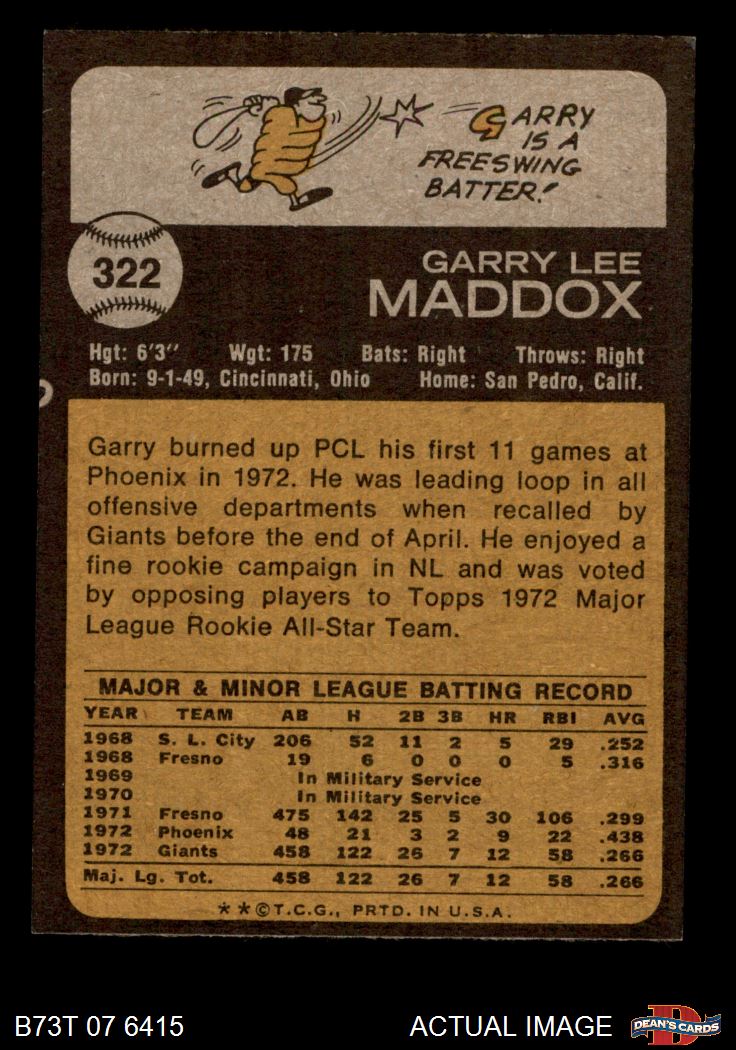 GARRY
IS A
FREESWING
BATTER!
322
GARRY LEE
MADDOX
Hgt: 6'3" Wgt: 175 Bats: Right Throws: Right
Born: 9-1-49, Cincinnati, Ohio Home: San Pedro, Calif.
Garry burned up PCL his first 11 games at
Phoenix in 1972. He was leading loop in all
offensive departments when recalled by
Giants before the end of April. He enjoyed a
fine rookie campaign in NL and was voted
by opposing players to Topps 1972 Major
League Rookie All-Star Team.
MAJOR & MINOR LEAGUE BATTING RECORD
YEAR TEAM AB H 2B 3B HR RBI AVG
1968 S. L. City 206 52 11 2 5 29 .252
1968 Fresno 19 6 0 0 0 5 .316
1969 In Military Service
1970 In Military Service
1971 Fresno 475 142 25 5 30 106 .299
1972 Phoenix 48 21 3 2 9 22 .438
1972 Giants 458 122 26 7 12 58 .266
Maj. Lg. Tot. 458 122 26 7 12 58 .266
**©T.C.G., PRTD. IN U.S.A.
B73T 07 6415 ACTUAL IMAGE DEAN'S CARDS